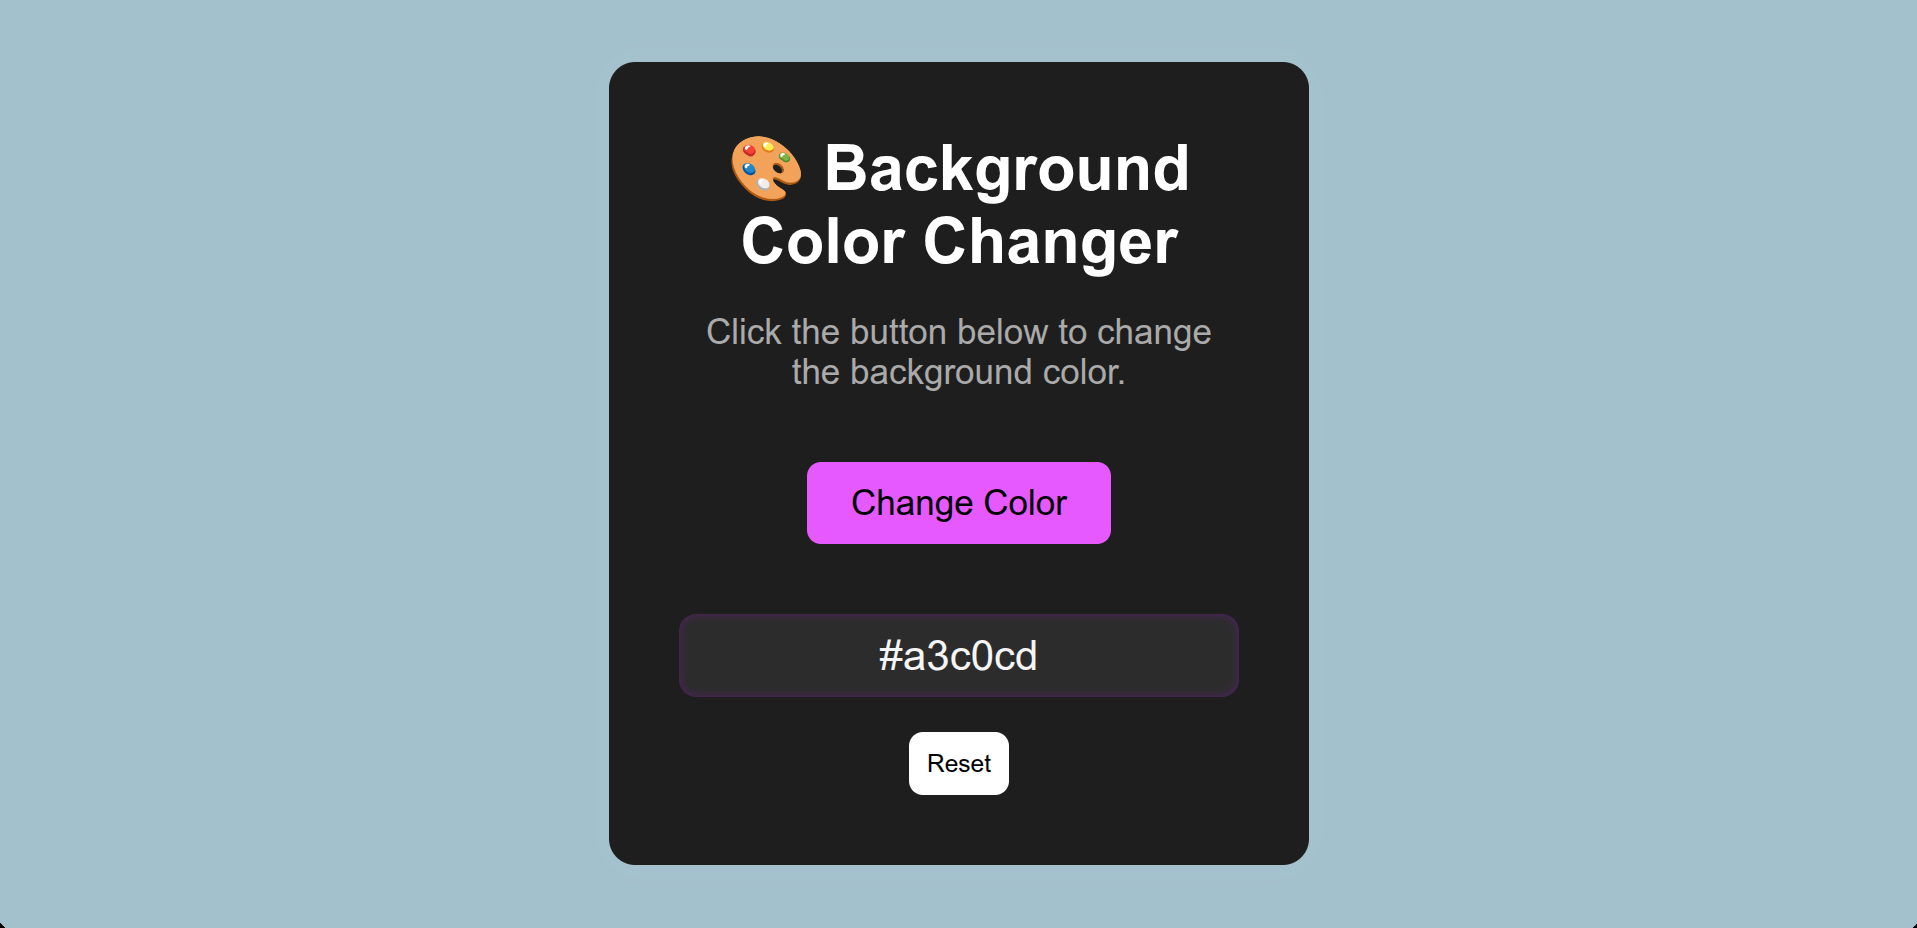 🎨 Background
Color Changer
Click the button below to change
the background color.
Change Color
#a3c0cd
Reset